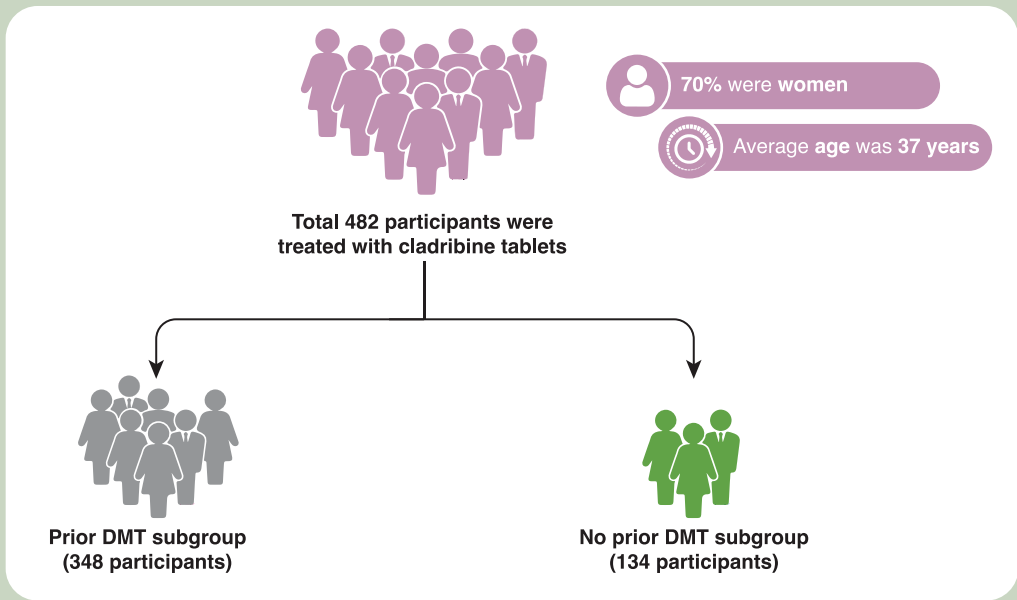 70% were women
Average age was 37 years
Total 482 participants were
treated with cladribine tablets
Prior DMT subgroup
(348 participants)
No prior DMT subgroup
(134 participants)